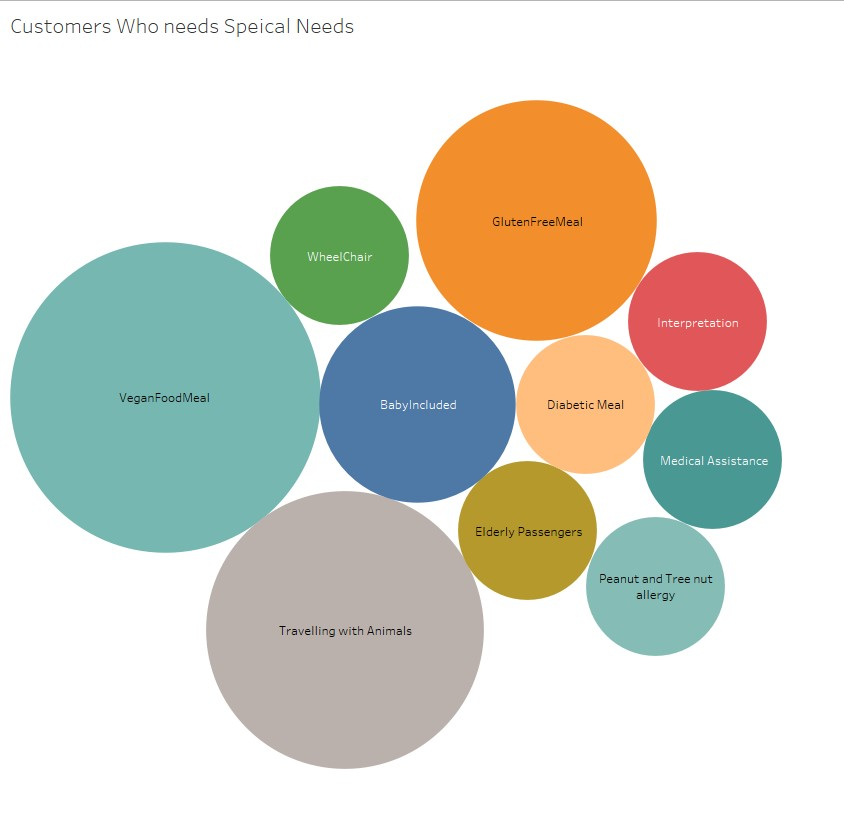 Customers Who needs Speical Needs
GlutenFreeMeal
WheelChair
Interpretation
VeganFoodMeal
BabyIncluded
Diabetic Meal
Medical Assistance
Elderly Passengers
Peanut and Tree nut
allergy
Travelling with Animals